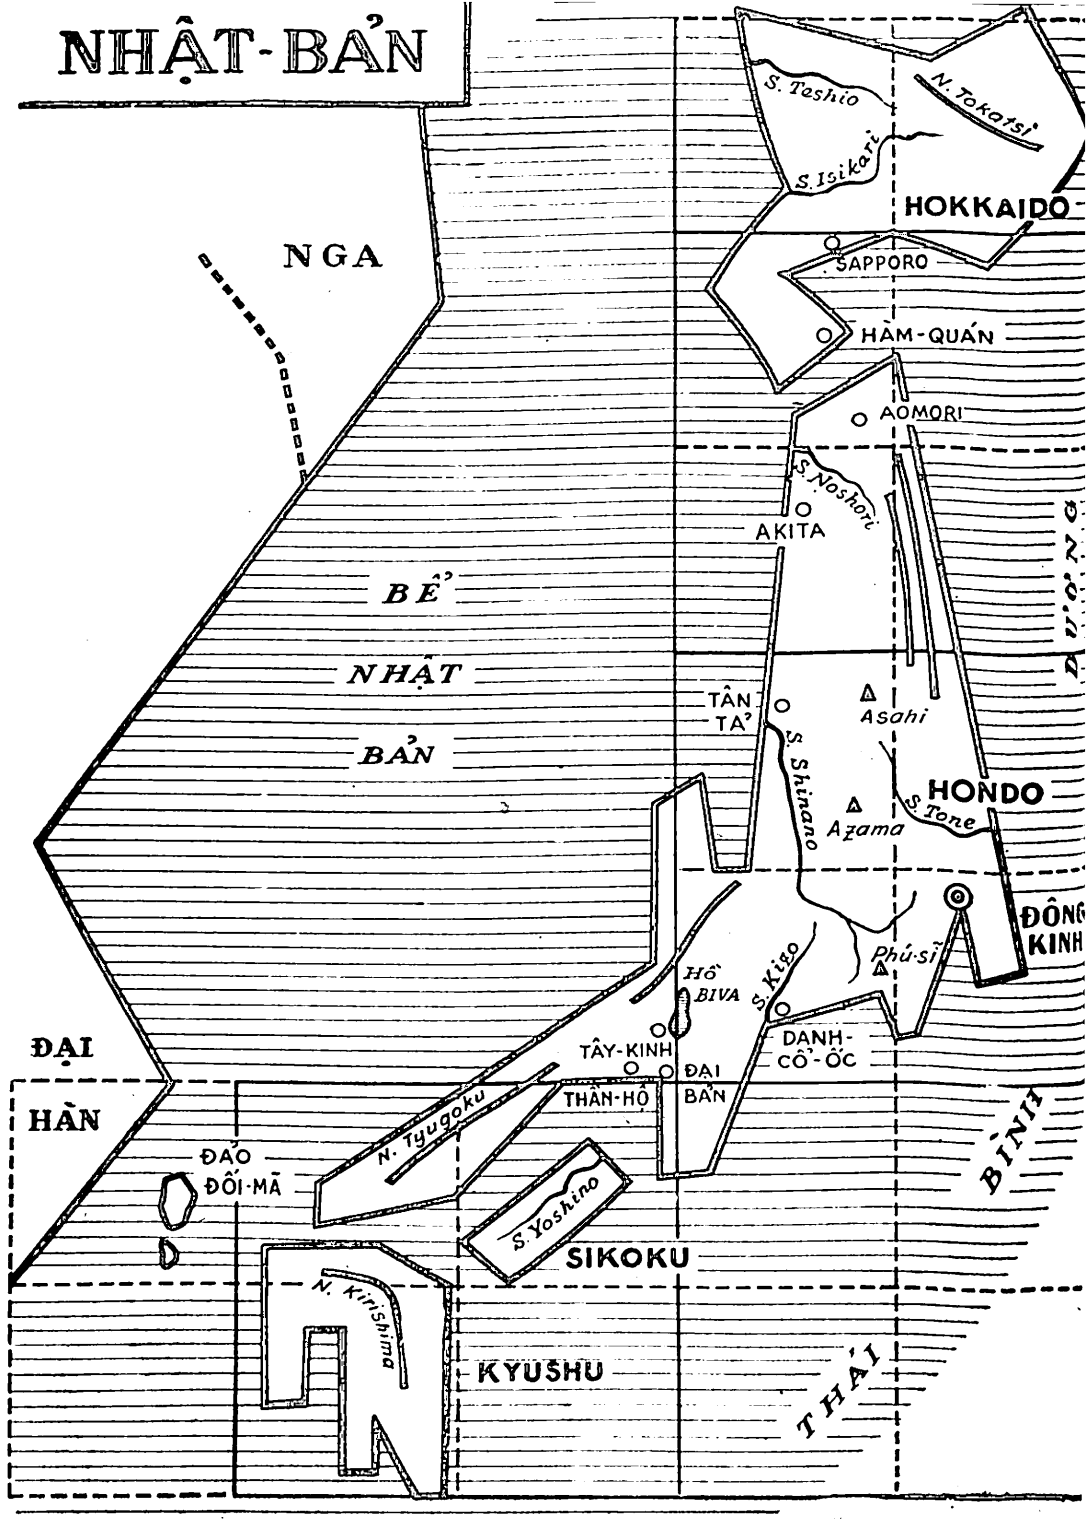 NHẬT-BẢN
S. Teshio
N. Tokatsi
S. Isikari
HOKKAIDO
NGA
SAPPORO
HÀM-QUÁN
AOMORI
S. Noshori
AKITA
BỂ
NHẬT
BẢN
TÂN
TẢ
Asahi
S. Shinano
HONDO
S. Tone
Azama
ĐÔNG
KINH
Phú-sĩ
Hồ
BIVA
S. Kigo
DANH-
CỔ-ỐC
TÂY-KINH
ĐẠI
BẢN
THẦN-HỘ
ĐẠI
HÀN
N. Tyugoku
ĐẢO
ĐỐI-MÃ
S. Yoshino
SIKOKU
N. Kirishima
KYUSHU
THÁI
BÌNH
DƯƠNG